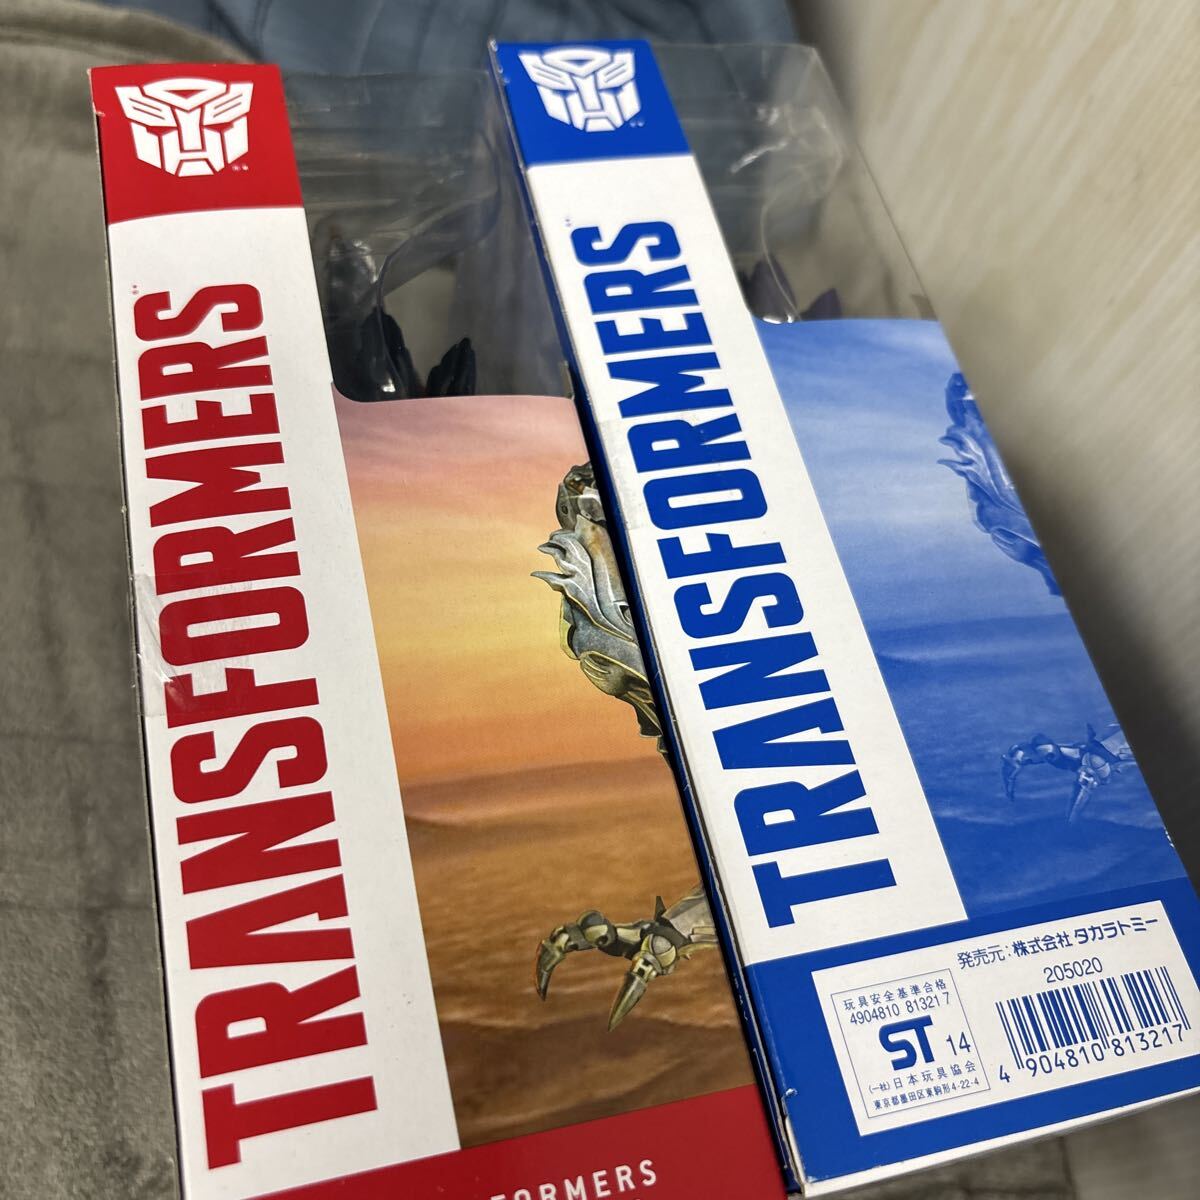 TRANSFORMERS
TRANSFORMERS
発売元:株式会社 タカラトミー
205020
玩具安全基準合格
4904810 81321 7
ST 14
(一社)日本玩具協会
東京都墨田区東駒形4-22-4
4 904810 813217